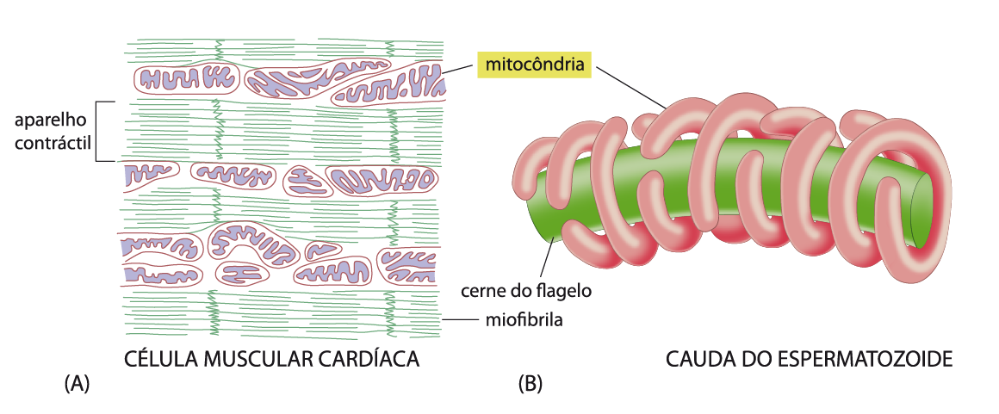 mitocôndria
aparelho
contráctil
cerne do flagelo
miofibrila
CÉLULA MUSCULAR CARDÍACA
CAUDA DO ESPERMATOZOIDE
(A)
(B)